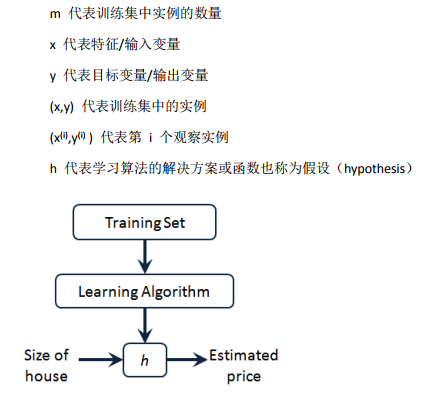 m 代表训练集中实例的数量
x 代表特征/输入变量
y 代表目标变量/输出变量
(x,y) 代表训练集中的实例
(x⁽ⁱ⁾,y⁽ⁱ⁾ ) 代表第 i 个观察实例
h 代表学习算法的解决方案或函数也称为假设（hypothesis）
Training Set
Learning Algorithm
Size of
house
h
Estimated
price